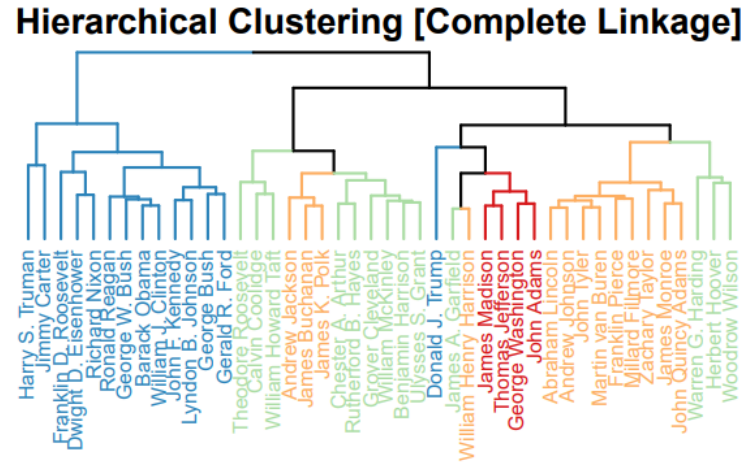 Hierarchical Clustering [Complete Linkage]
Harry S. Truman
Jimmy Carter
Franklin D. Roosevelt
Dwight D. Eisenhower
Richard Nixon
Ronald Reagan
George W. Bush
Barack Obama
William J. Clinton
John F. Kennedy
Lyndon B. Johnson
George Bush
Gerald R. Ford
Theodore Roosevelt
Calvin Coolidge
William Howard Taft
Andrew Jackson
James Buchanan
James K. Polk
Chester A. Arthur
Rutherford B. Hayes
Grover Cleveland
William McKinley
Benjamin Harrison
Ulysses S. Grant
Donald J. Trump
James A. Garfield
William Henry Harrison
James Madison
Thomas Jefferson
George Washington
John Adams
Abraham Lincoln
Andrew Johnson
John Tyler
Martin van Buren
Franklin Pierce
Millard Fillmore
Zachary Taylor
James Monroe
John Quincy Adams
Warren G. Harding
Herbert Hoover
Woodrow Wilson